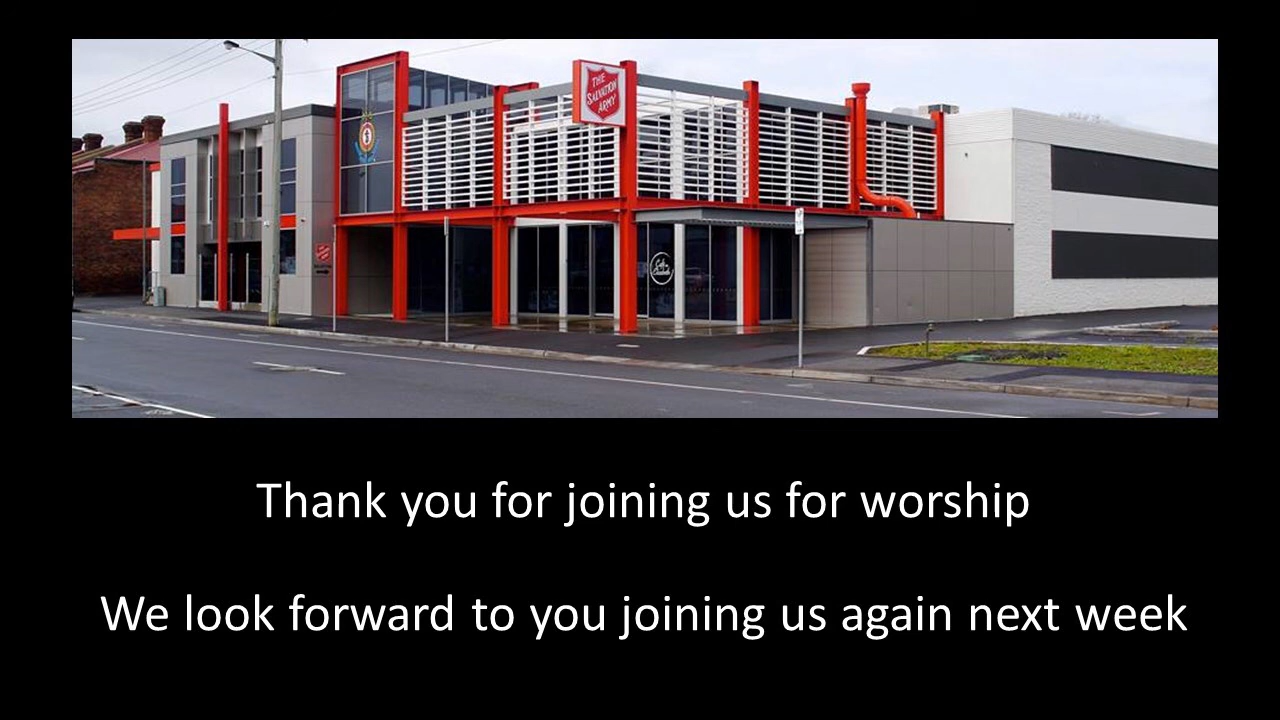 THE
SALVATION
ARMY
Thank you for joining us for worship
We look forward to you joining us again next week